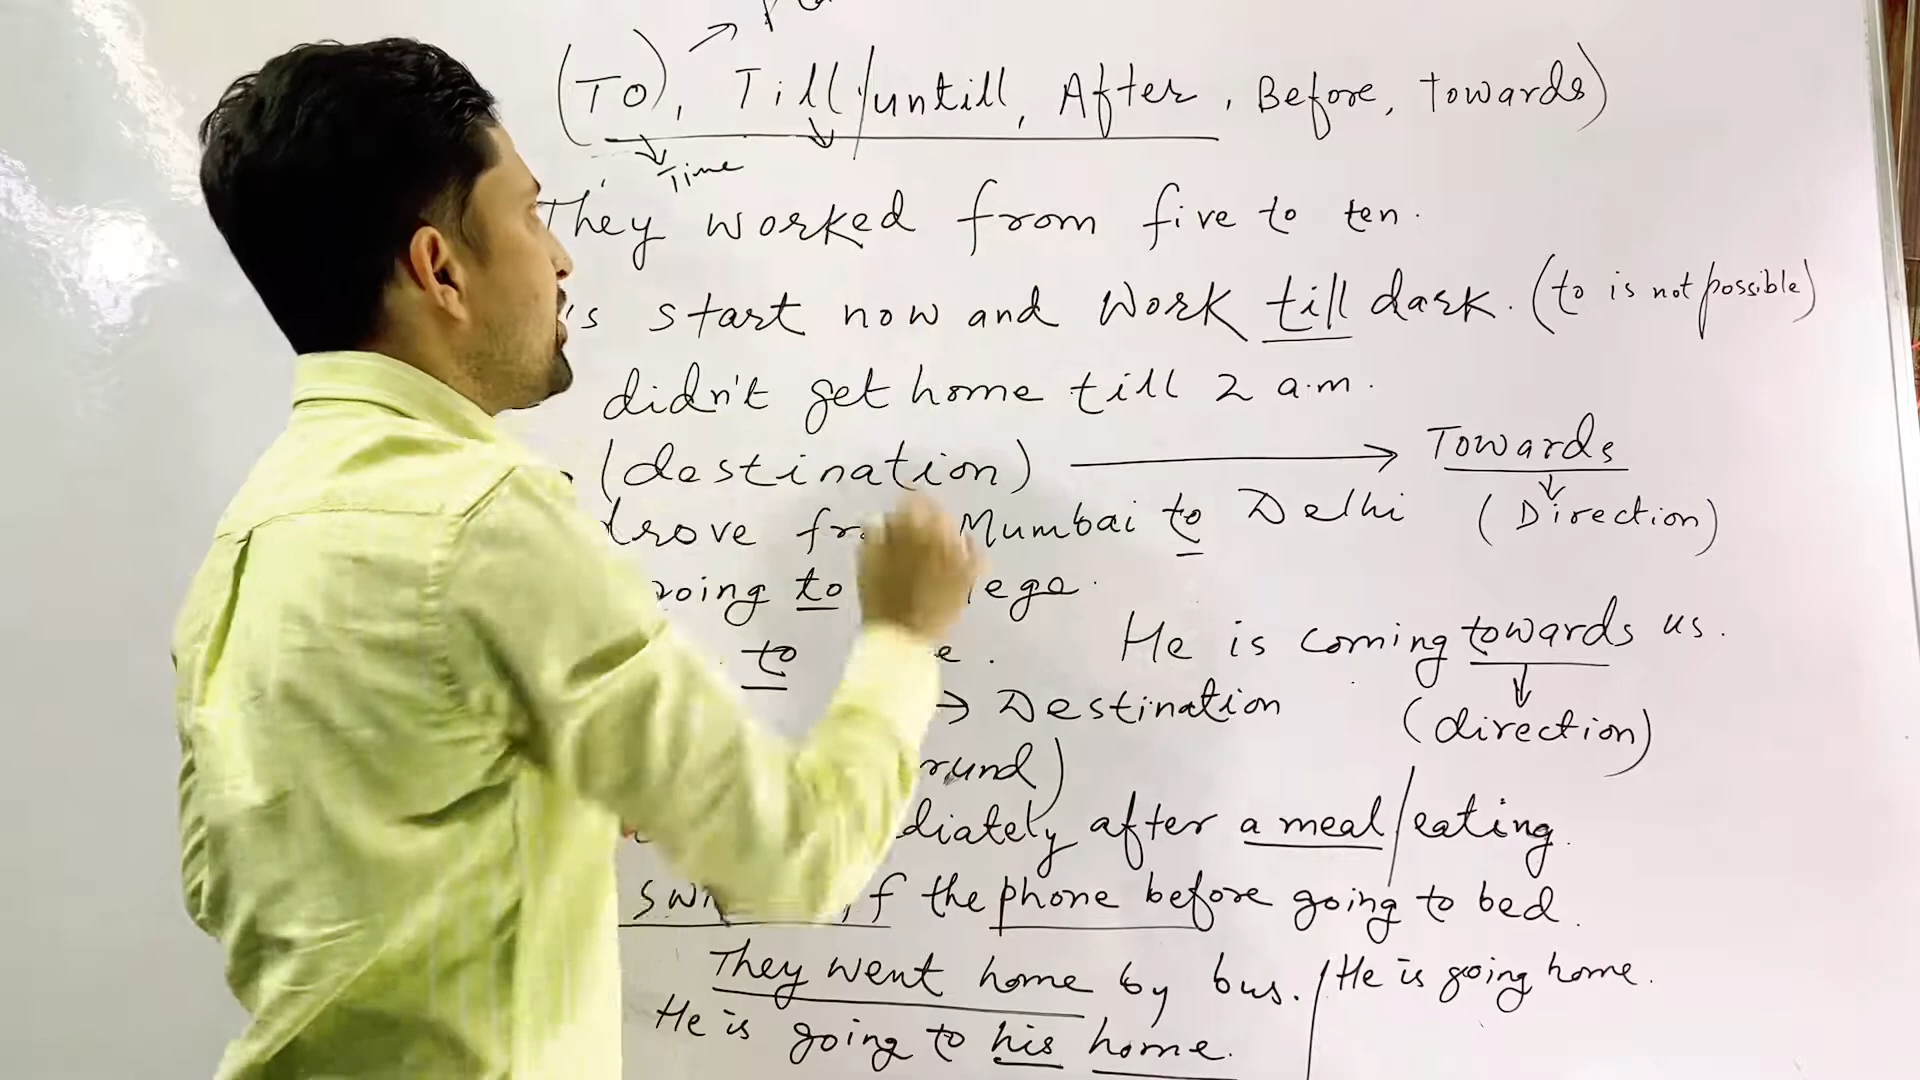 (TO), Till/untill, After, Before, Towards)
Time
They worked from five to ten.
start now and work till dark. (to is not possible)
didn't get home till 2 a.m.
(destination) → Towards
drove Mumbai to Delhi (Direction)
going to
to He is coming towards us.
→ Destination (direction)
after a meal/eating.
the phone before going to bed.
They went home by bus. / He is going home.
He is going to his home.